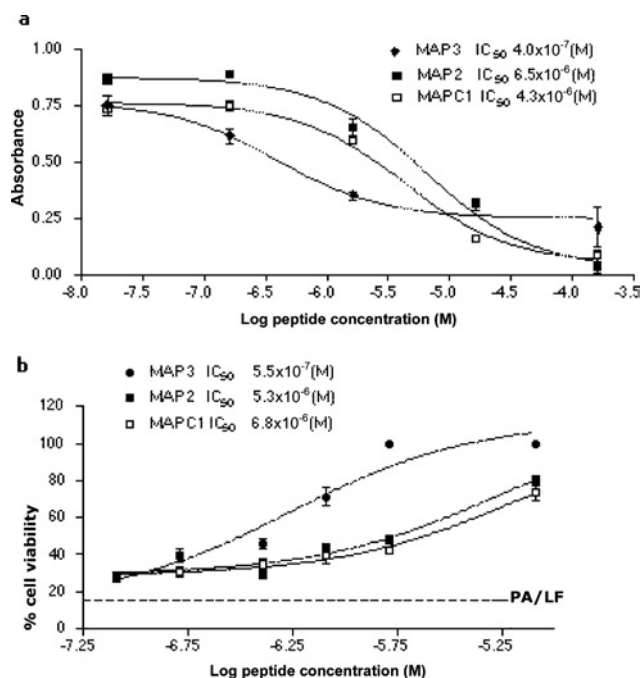 a
1.00
0.75
0.50
0.25
0.00
Absorbance
MAP3 IC50 4.0x10-7(M)
MAP2 IC50 6.5x10-6(M)
MAPC1 IC50 4.3x10-6(M)
-8.0 -7.5 -7.0 -6.5 -6.0 -5.5 -5.0 -4.5 -4.0 -3.5
Log peptide concentration (M)
b
MAP3 IC50 5.5x10-7(M)
MAP2 IC50 5.3x10-6(M)
MAPC1 IC50 6.8x10-6(M)
120
100
80
60
40
20
0
% cell viability
PA/LF
-7.25 -6.75 -6.25 -5.75 -5.25
Log peptide concentration (M)